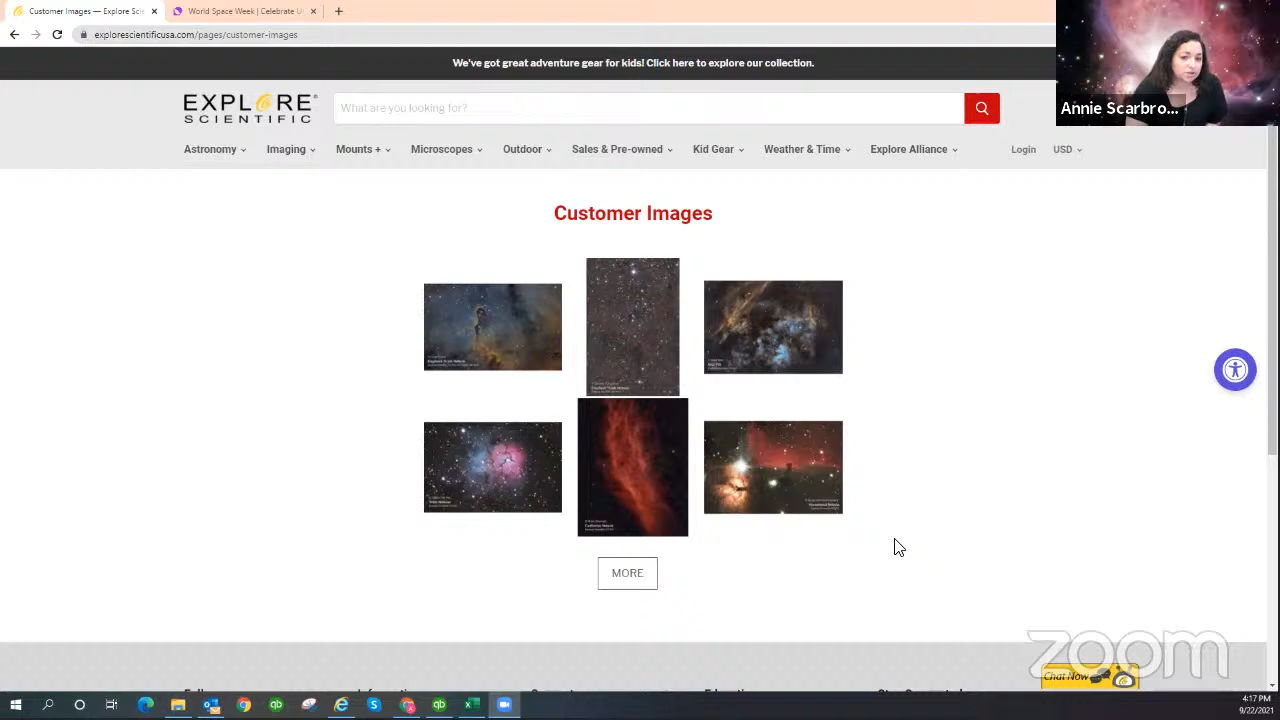 Customer Images — Explore Sci
World Space Week | Celebrate U
explorescientificusa.com/pages/customer-images
We've got great adventure gear for kids! Click here to explore our collection.
EXPLORE®
SCIENTIFIC
What are you looking for?
Astronomy
Imaging
Mounts +
Microscopes
Outdoor
Sales & Pre-owned
Kid Gear
Weather & Time
Explore Alliance
Login
USD
Annie Scarbro...
Customer Images
MORE
zoom
Chat Now
4:17 PM
9/22/2021